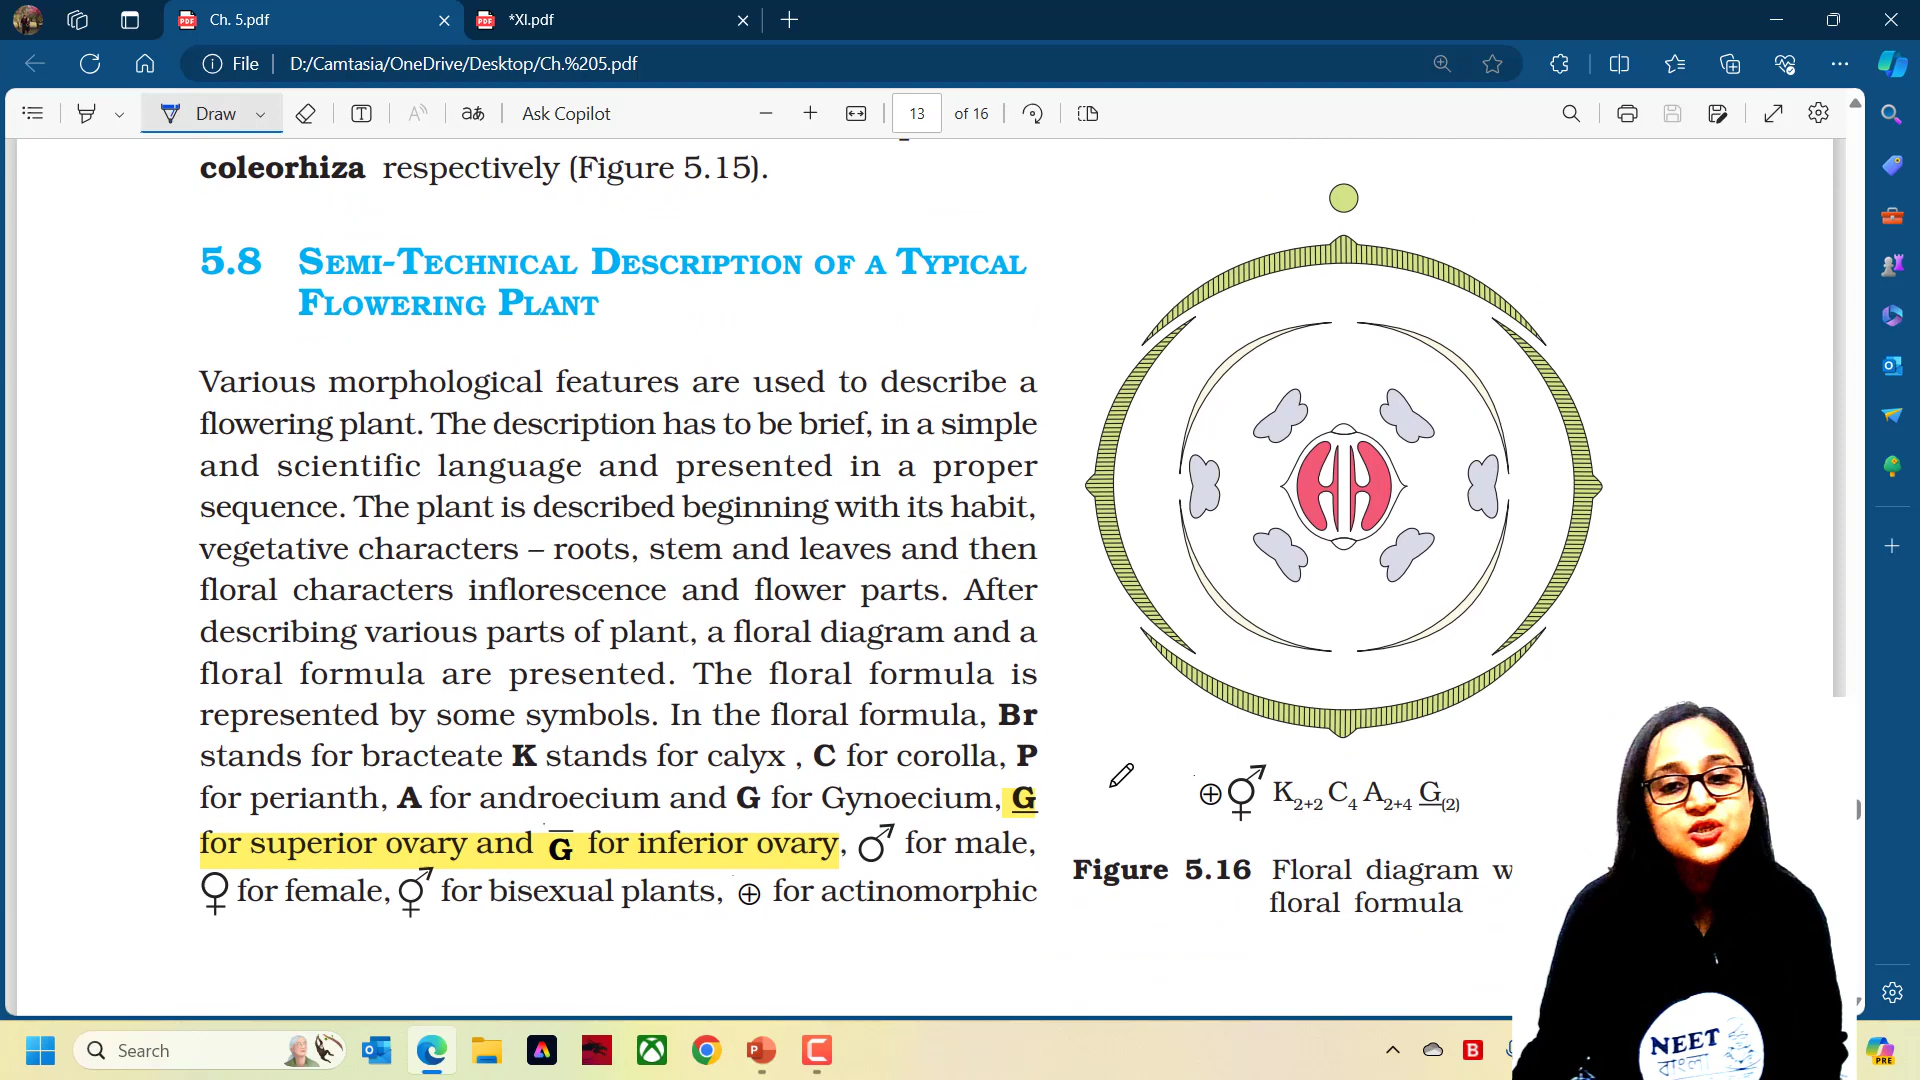 Ch. 5.pdf
*XI.pdf
File
D:/Camtasia/OneDrive/Desktop/Ch.%205.pdf
Draw
Ask Copilot
13 of 16
coleorhiza respectively (Figure 5.15).
5.8 SEMI-TECHNICAL DESCRIPTION OF A TYPICAL
FLOWERING PLANT
Various morphological features are used to describe a
flowering plant. The description has to be brief, in a simple
and scientific language and presented in a proper
sequence. The plant is described beginning with its habit,
vegetative characters – roots, stem and leaves and then
floral characters inflorescence and flower parts. After
describing various parts of plant, a floral diagram and a
floral formula are presented. The floral formula is
represented by some symbols. In the floral formula, Br
stands for bracteate K stands for calyx , C for corolla, P
for perianth, A for androecium and G for Gynoecium, G̲
for superior ovary and G̅ for inferior ovary, ♂ for male,
♀ for female, ⚥ for bisexual plants, ⊕ for actinomorphic
⊕ ⚥ K2+2 C4 A2+4 G̲(2)
Figure 5.16 Floral diagram w
floral formula
NEET
বাংলা
Search
PRE